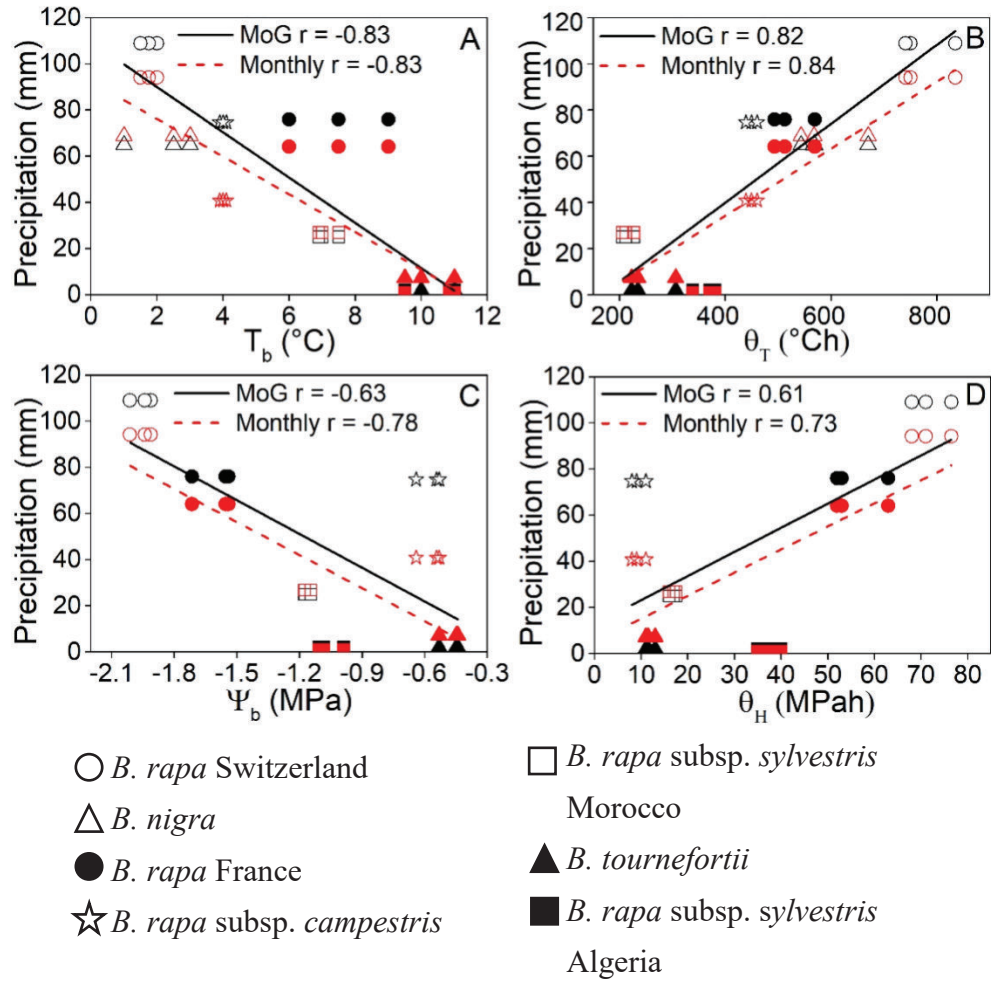 MoG r = -0.83
Monthly r = -0.83
A
Precipitation (mm)
120
100
80
60
40
20
0
0 2 4 6 8 10 12
T_b (°C)
MoG r = 0.82
Monthly r = 0.84
B
Precipitation (mm)
120
100
80
60
40
20
0
200 400 600 800
θ_T (°Ch)
MoG r = -0.63
Monthly r = -0.78
C
Precipitation (mm)
120
100
80
60
40
20
0
-2.1 -1.8 -1.5 -1.2 -0.9 -0.6 -0.3
Ψ_b (MPa)
MoG r = 0.61
Monthly r = 0.73
D
Precipitation (mm)
120
100
80
60
40
20
0
0 10 20 30 40 50 60 70 80
θ_H (MPah)
B. rapa Switzerland
B. nigra
B. rapa France
B. rapa subsp. campestris
B. rapa subsp. sylvestris
Morocco
B. tournefortii
B. rapa subsp. sylvestris
Algeria